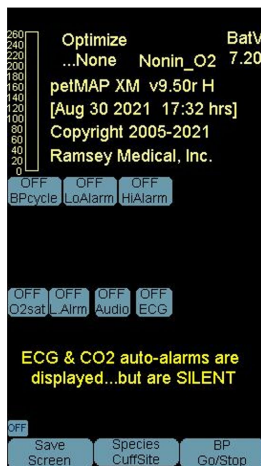 260
240
220
200
180
160
140
120
100
80
60
40
20
0
Optimize BatV
...None Nonin_O2 7.20
petMAP XM v9.50r H
[Aug 30 2021 17:32 hrs]
Copyright 2005-2021
Ramsey Medical, Inc.
OFF OFF OFF
BPcycle LoAlarm HiAlarm
OFF OFF OFF OFF
O2sat L.Alrm Audio ECG
ECG & CO2 auto-alarms are
displayed...but are SILENT
OFF
Save Species BP
Screen CuffSite Go/Stop